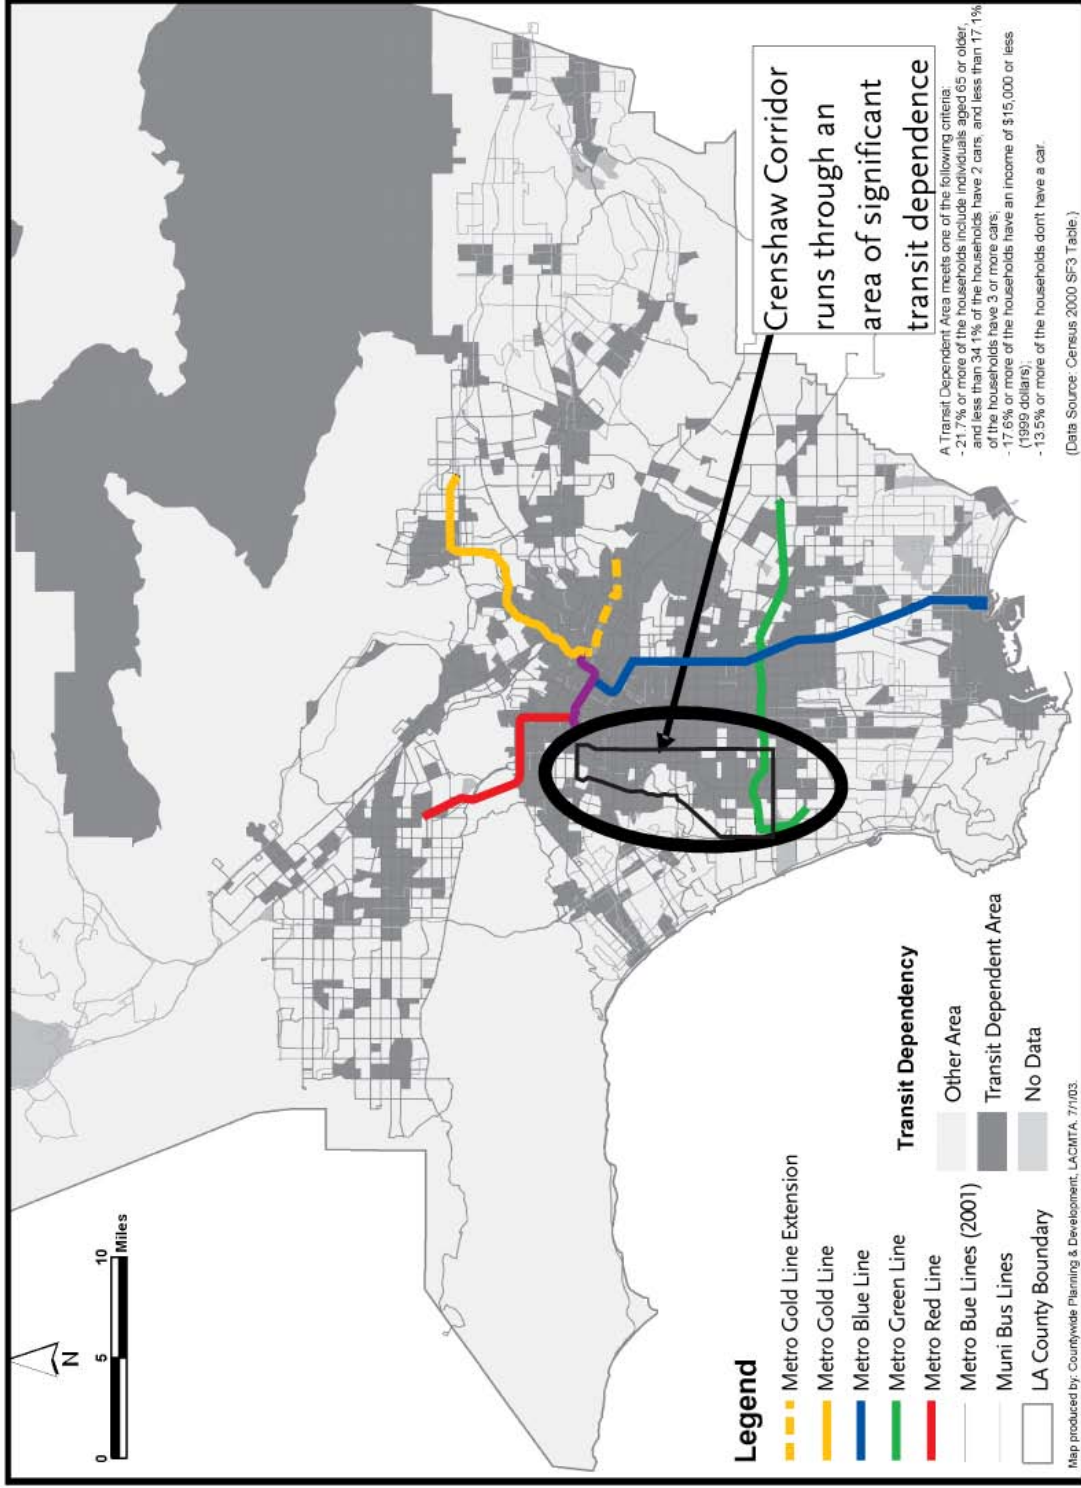 N
0 5 10
Miles
Crenshaw Corridor
runs through an
area of significant
transit dependence
A Transit Dependent Area meets one of the following criteria:
- 21.7% or more of the households include individuals aged 65 or older,
and less than 34.1% of the households have 2 cars, and less than 17.1%
of the households have 3 or more cars;
- 17.6% or more of the households have an income of $15,000 or less
(1999 dollars);
- 13.5% or more of the households don't have a car.
(Data Source: Census 2000 SF3 Table.)
Legend
Metro Gold Line Extension
Metro Gold Line
Metro Blue Line
Metro Green Line
Metro Red Line
Metro Bue Lines (2001)
Muni Bus Lines
LA County Boundary
Transit Dependency
Other Area
Transit Dependent Area
No Data
Map produced by: Countywide Planning & Development, LACMTA. 7/1/03.